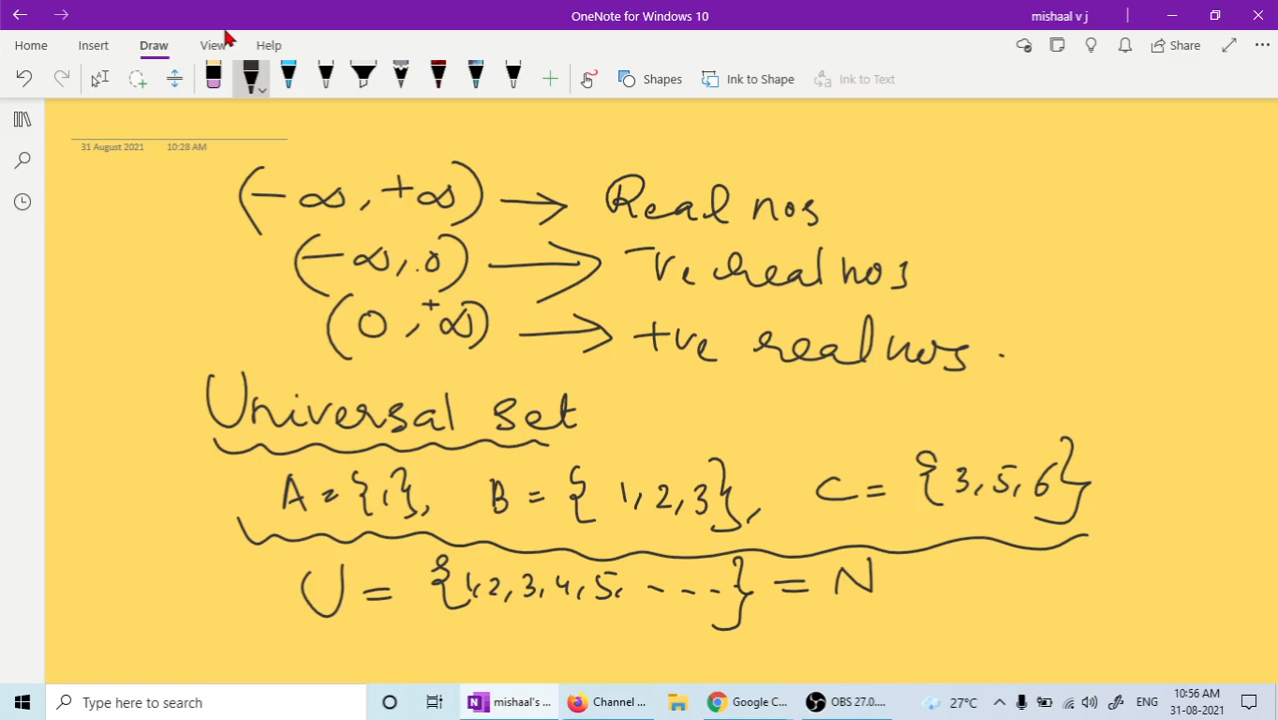 OneNote for Windows 10
mishaal v j
Home Insert Draw View Help
Share
Shapes
Ink to Shape
Ink to Text
31 August 2021 10:28 AM
(-∞, +∞) → Real nos
(-∞, 0) → -ve real nos
(0, +∞) → +ve real nos.
Universal set
A = {1}, B = { 1, 2, 3}, C = {3, 5, 6}
U = {1, 2, 3, 4, 5, - - - -} = N
Type here to search
mishaal's ...
Channel ...
Google C...
OBS 27.0....
27°C
ENG
10:56 AM
31-08-2021